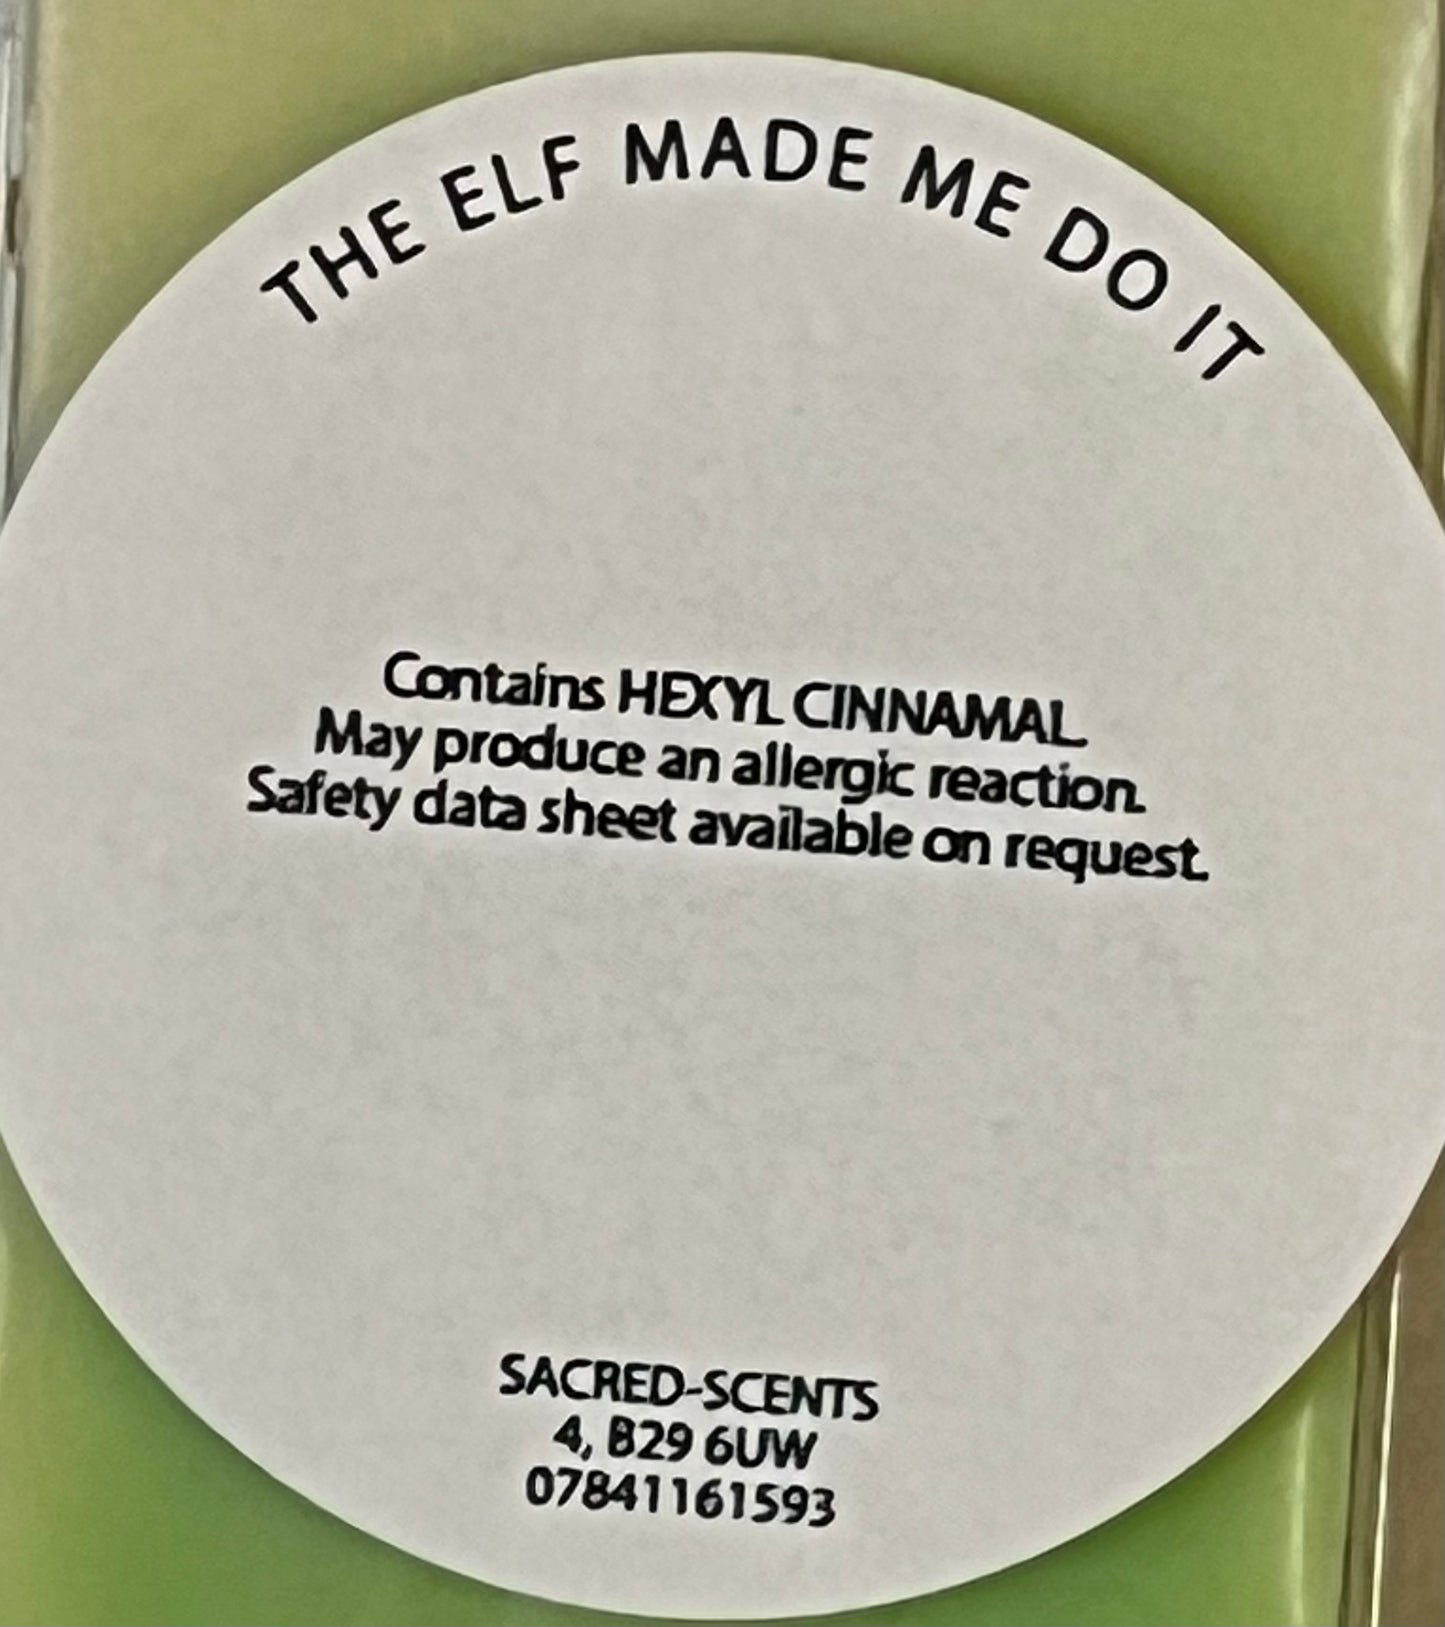 THE ELF MADE ME DO IT
Contains HEXYL CINNAMAL
May produce an allergic reaction.
Safety data sheet available on request.
SACRED-SCENTS
4, B29 6UW
07841161593